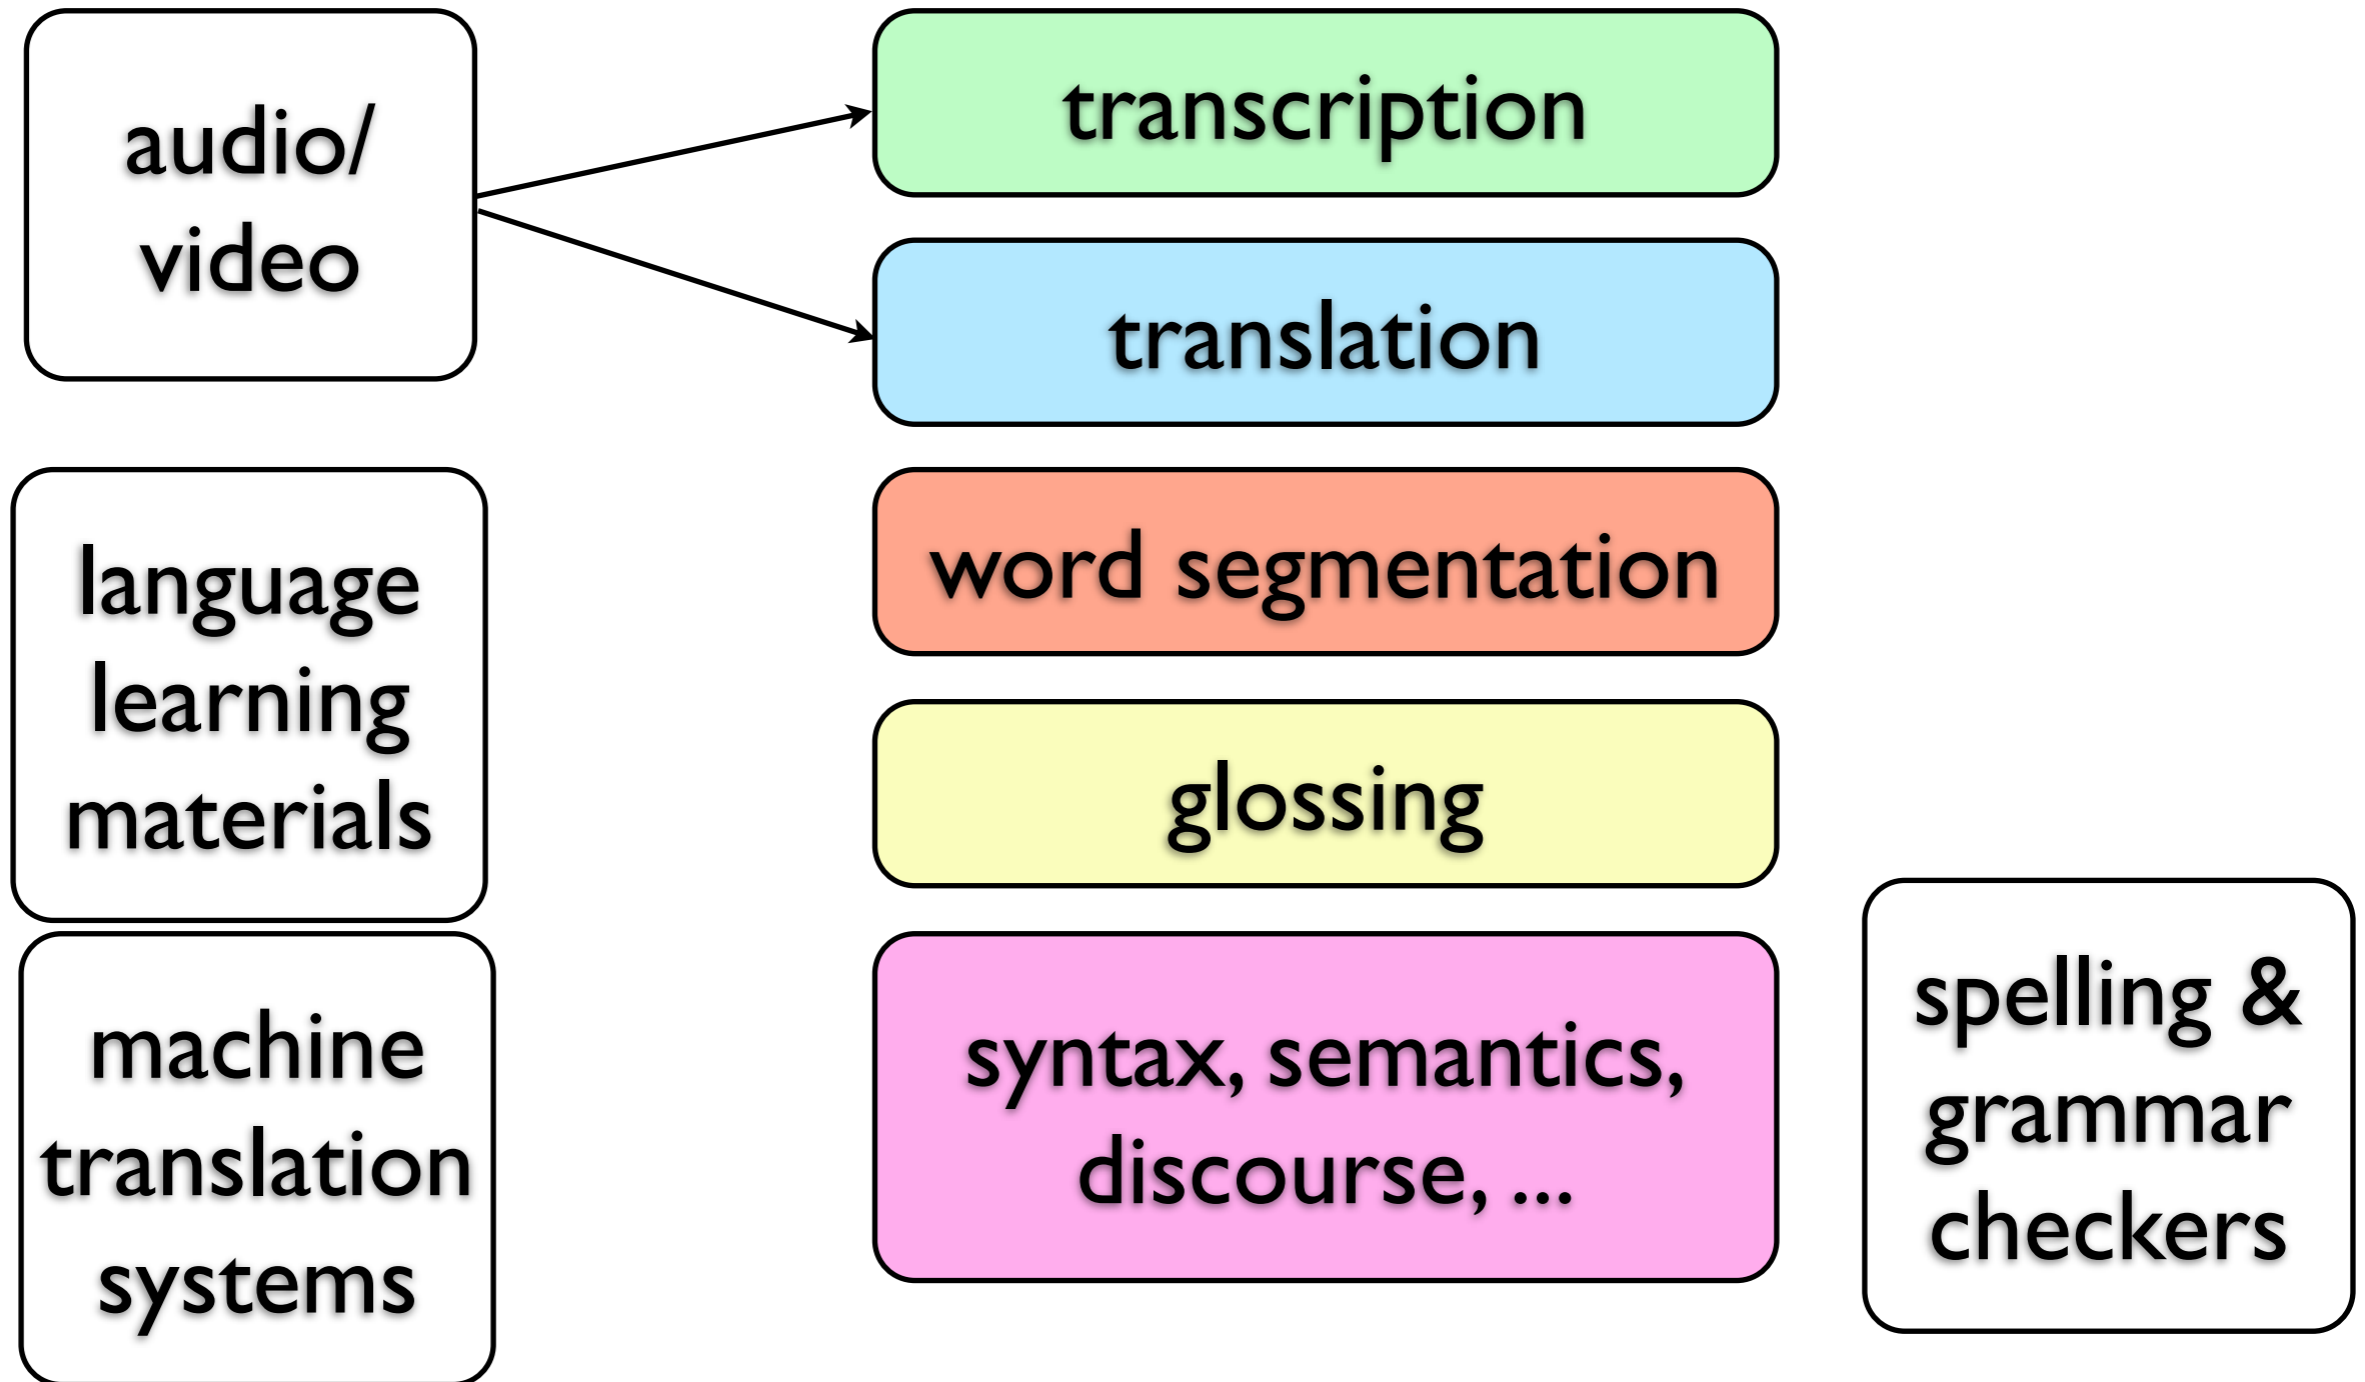 audio/
video
transcription
translation
language
learning
materials
word segmentation
glossing
machine
translation
systems
syntax, semantics,
discourse, ...
spelling &
grammar
checkers